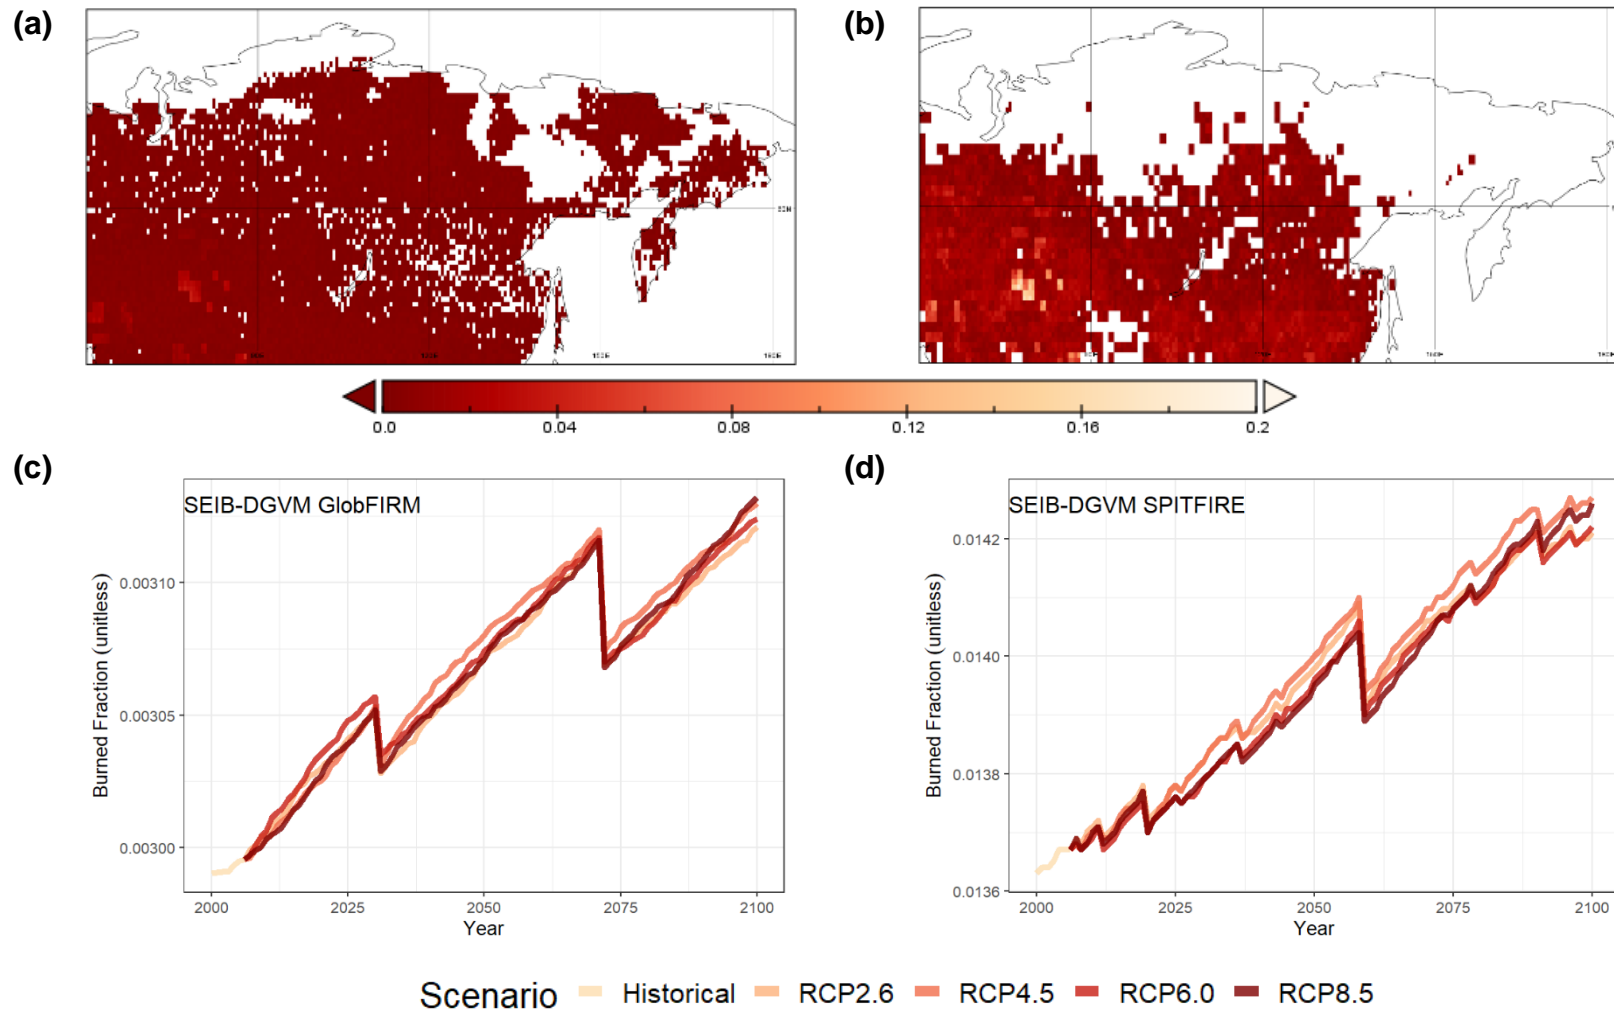 (a)
(b)
60N
150E
180E
0.0 0.04 0.08 0.12 0.16 0.2
(c)
(d)
SEIB-DGVM GlobFIRM
SEIB-DGVM SPITFIRE
Burned Fraction (unitless)
0.00310
0.00305
0.00300
2000 2025 2050 2075 2100
Year
Burned Fraction (unitless)
0.0142
0.0140
0.0138
0.0136
2000 2025 2050 2075 2100
Year
Scenario Historical RCP2.6 RCP4.5 RCP6.0 RCP8.5